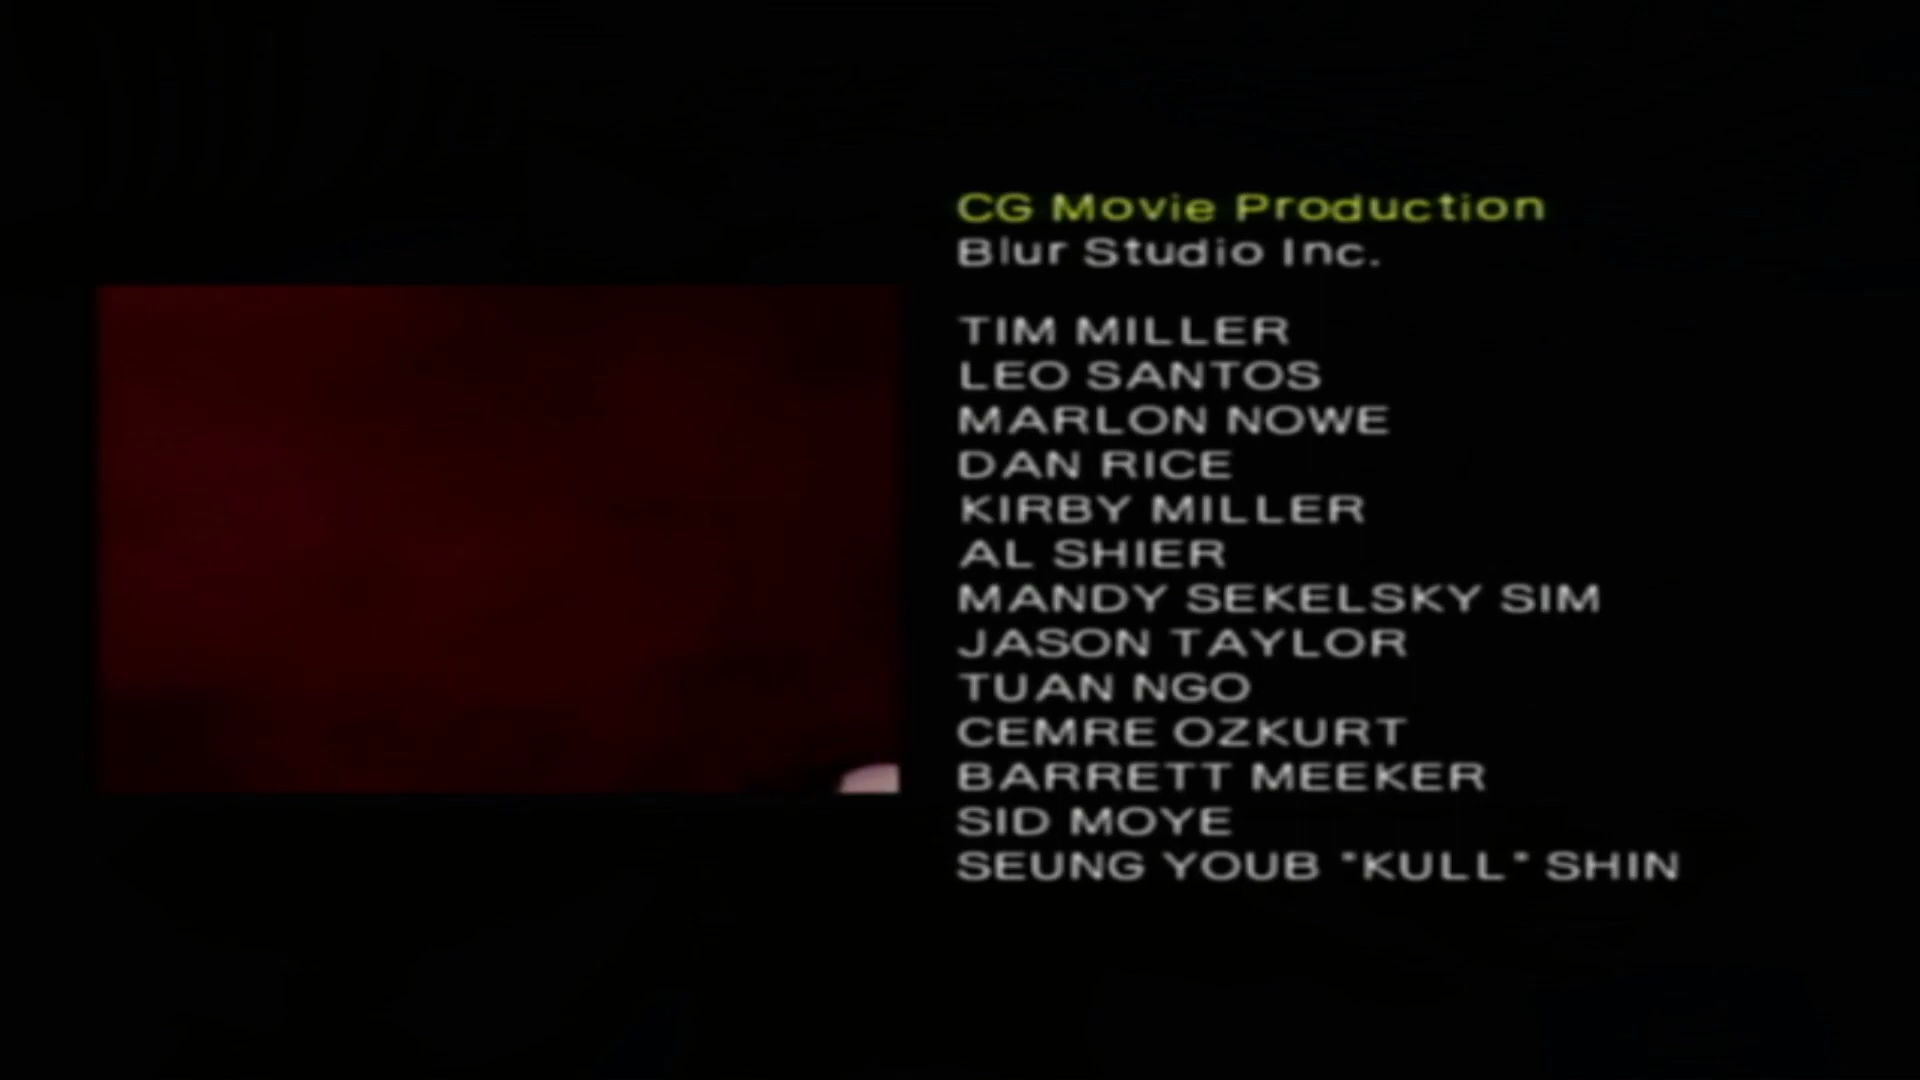 CG Movie Production
Blur Studio Inc.
TIM MILLER
LEO SANTOS
MARLON NOWE
DAN RICE
KIRBY MILLER
AL SHIER
MANDY SEKELSKY SIM
JASON TAYLOR
TUAN NGO
CEMRE OZKURT
BARRETT MEEKER
SID MOYE
SEUNG YOUB "KULL" SHIN